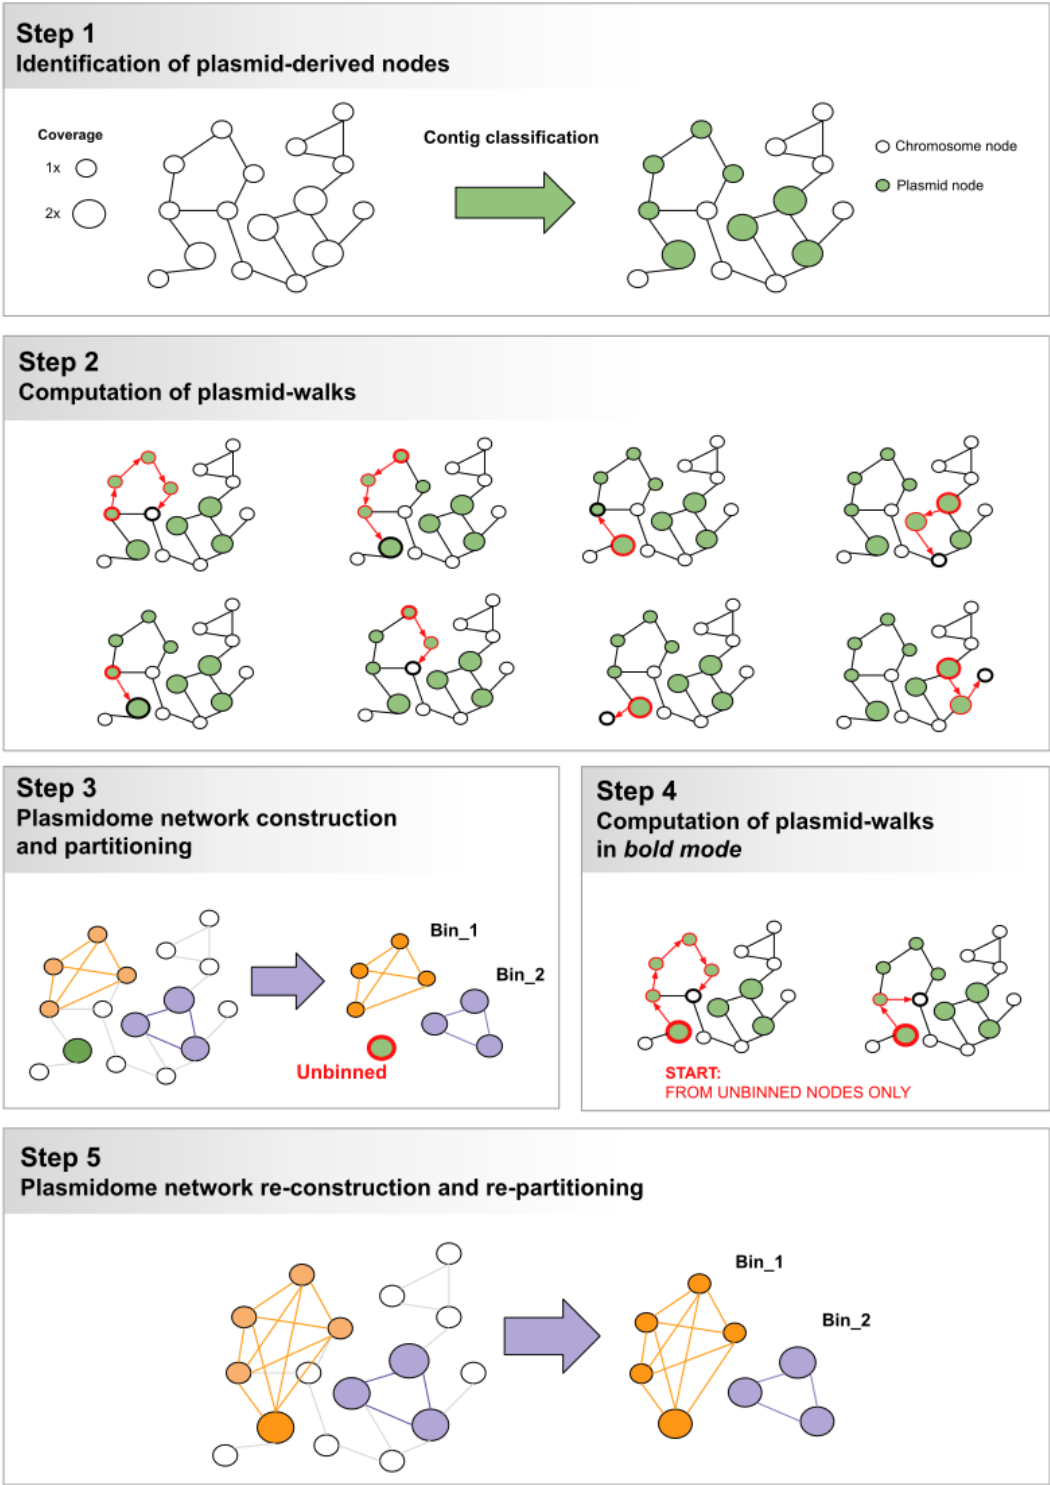 Step 1
Identification of plasmid-derived nodes
Coverage
1x
2x
Contig classification
Chromosome node
Plasmid node
Step 2
Computation of plasmid-walks
Step 3
Plasmidome network construction
and partitioning
Bin_1
Bin_2
Unbinned
Step 4
Computation of plasmid-walks
in bold mode
START:
FROM UNBINNED NODES ONLY
Step 5
Plasmidome network re-construction and re-partitioning
Bin_1
Bin_2